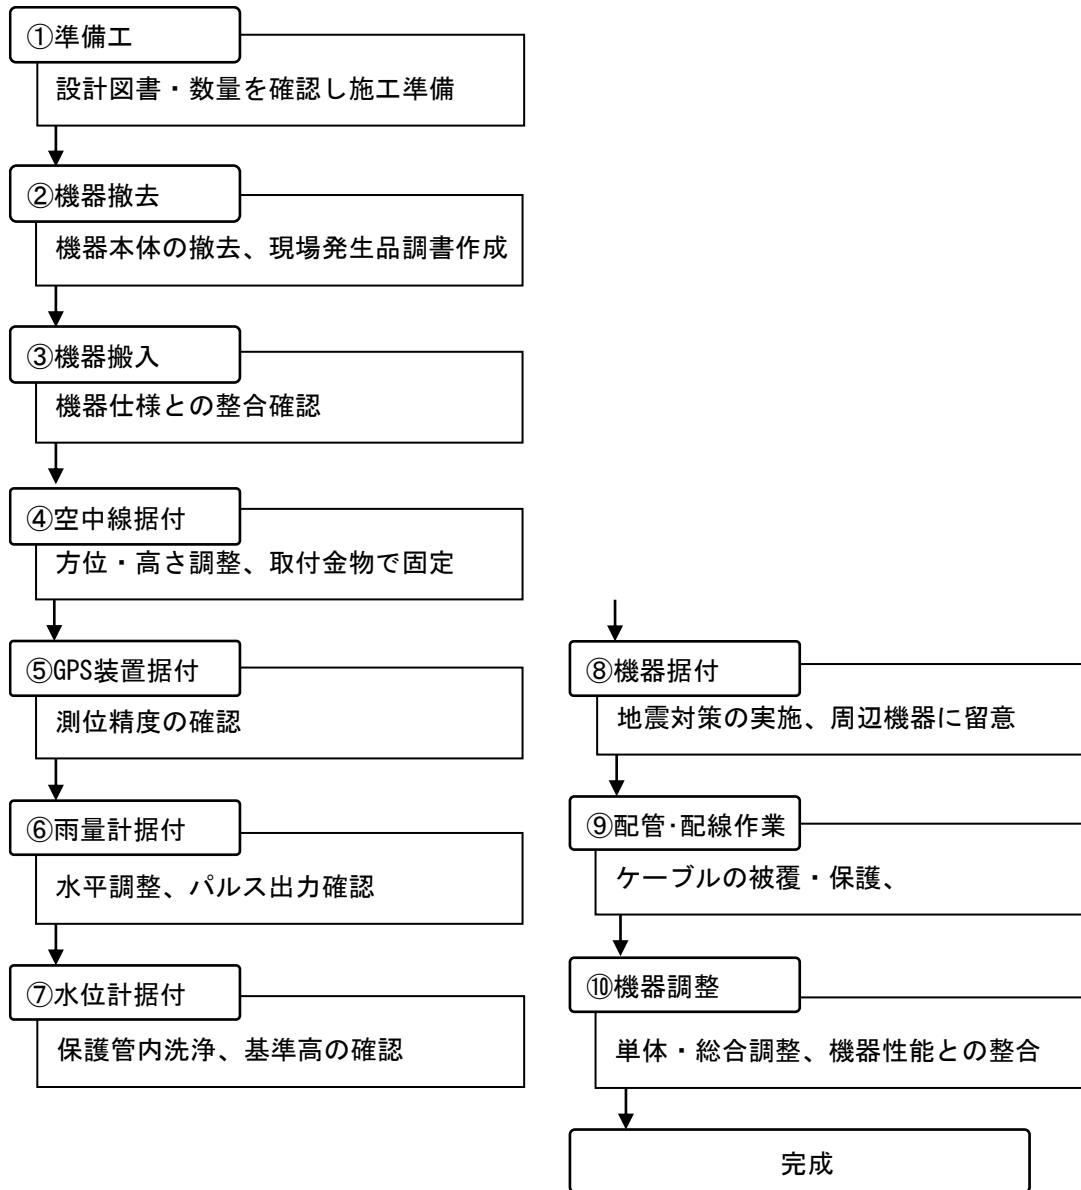 ①準備工
設計図書・数量を確認し施工準備
②機器撤去
機器本体の撤去、現場発生品調書作成
③機器搬入
機器仕様との整合確認
④空中線据付
方位・高さ調整、取付金物で固定
⑤GPS装置据付
測位精度の確認
⑥雨量計据付
水平調整、パルス出力確認
⑦水位計据付
保護管内洗浄、基準高の確認
⑧機器据付
地震対策の実施、周辺機器に留意
⑨配管・配線作業
ケーブルの被覆・保護、
⑩機器調整
単体・総合調整、機器性能との整合
完成